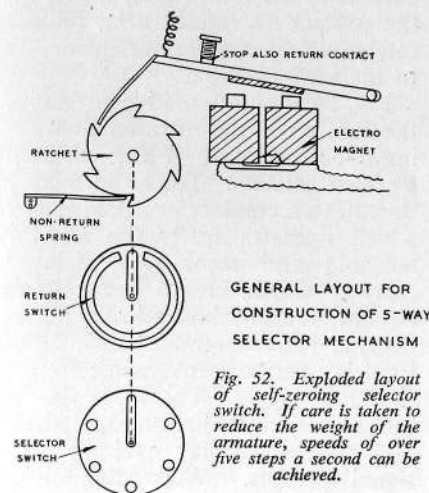 STOP ALSO RETURN CONTACT
ELECTRO
MAGNET
RATCHET
NON-RETURN
SPRING
RETURN
SWITCH
GENERAL LAYOUT FOR
CONSTRUCTION OF 5-WAY
SELECTOR MECHANISM
Fig. 52. Exploded layout
of self-zeroing selector
switch. If care is taken to
reduce the weight of the
armature, speeds of over
five steps a second can be
achieved.
SELECTOR
SWITCH